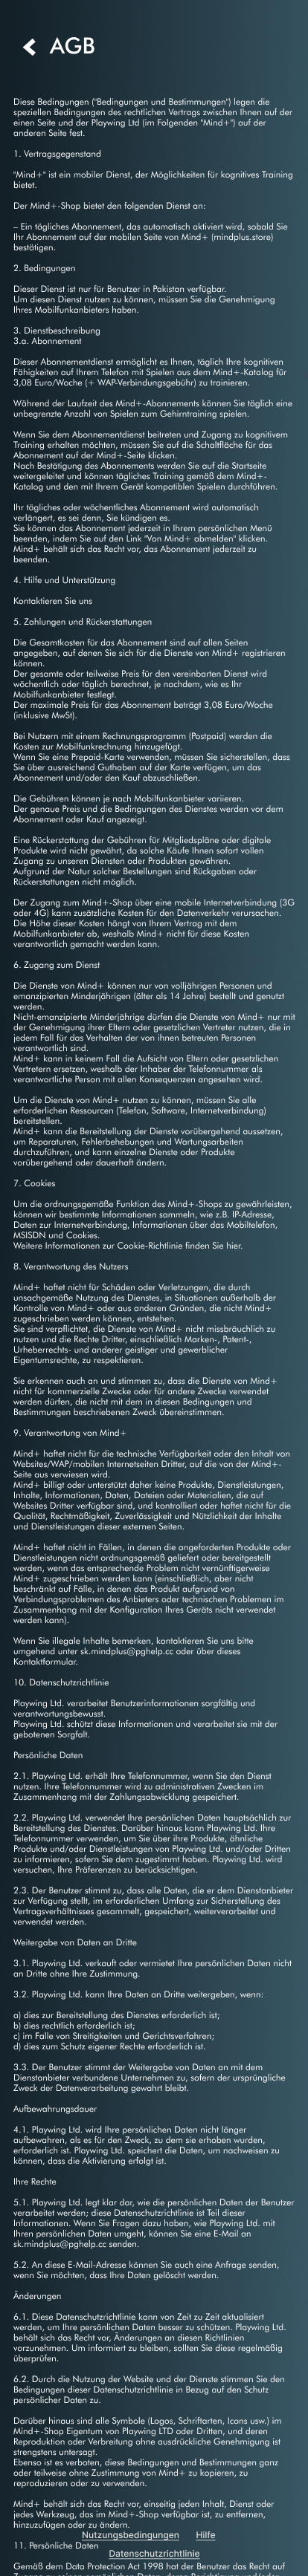 AGB
Diese Bedingungen ("Bedingungen und Bestimmungen") legen die
speziellen Bedingungen des rechtlichen Vertrags zwischen Ihnen auf der
einen Seite und der Playwing Ltd (im Folgenden "Mind+") auf der
anderen Seite fest.
1. Vertragsgegenstand
"Mind+" ist ein mobiler Dienst, der Möglichkeiten für kognitives Training
bietet.
Der Mind+-Shop bietet den folgenden Dienst an:
– Ein tägliches Abonnement, das automatisch aktiviert wird, sobald Sie
Ihr Abonnement auf der mobilen Seite von Mind+ (mindplus.store)
bestätigen.
2. Bedingungen
Dieser Dienst ist nur für Benutzer in Pakistan verfügbar.
Um diesen Dienst nutzen zu können, müssen Sie die Genehmigung
Ihres Mobilfunkanbieters haben.
3. Dienstbeschreibung
3.a. Abonnement
Dieser Abonnementdienst ermöglicht es Ihnen, täglich Ihre kognitiven
Fähigkeiten auf Ihrem Telefon mit Spielen aus dem Mind+-Katalog für
3,08 Euro/Woche (+ WAP-Verbindungsgebühr) zu trainieren.
Während der Laufzeit des Mind+-Abonnements können Sie täglich eine
unbegrenzte Anzahl von Spielen zum Gehirntraining spielen.
Wenn Sie dem Abonnementdienst beitreten und Zugang zu kognitivem
Training erhalten möchten, müssen Sie auf die Schaltfläche für das
Abonnement auf der Mind+-Seite klicken.
Nach Bestätigung des Abonnements werden Sie auf die Startseite
weitergeleitet und können tägliches Training gemäß dem Mind+-
Katalog und den mit Ihrem Gerät kompatiblen Spielen durchführen.
Ihr tägliches oder wöchentliches Abonnement wird automatisch
verlängert, es sei denn, Sie kündigen es.
Sie können das Abonnement jederzeit in Ihrem persönlichen Menü
beenden, indem Sie auf den Link "Von Mind+ abmelden" klicken.
Mind+ behält sich das Recht vor, das Abonnement jederzeit zu
beenden.
4. Hilfe und Unterstützung
Kontaktieren Sie uns
5. Zahlungen und Rückerstattungen
Die Gesamtkosten für das Abonnement sind auf allen Seiten
angegeben, auf denen Sie sich für die Dienste von Mind+ registrieren
können.
Der gesamte oder teilweise Preis für den vereinbarten Dienst wird
wöchentlich oder täglich berechnet, je nachdem, wie es Ihr
Mobilfunkanbieter festlegt.
Der maximale Preis für das Abonnement beträgt 3,08 Euro/Woche
(inklusive MwSt).
Bei Nutzern mit einem Rechnungsprogramm (Postpaid) werden die
Kosten zur Mobilfunkrechnung hinzugefügt.
Wenn Sie eine Prepaid-Karte verwenden, müssen Sie sicherstellen, dass
Sie über ausreichend Guthaben auf der Karte verfügen, um das
Abonnement und/oder den Kauf abzuschließen.
Die Gebühren können je nach Mobilfunkanbieter variieren.
Der genaue Preis und die Bedingungen des Dienstes werden vor dem
Abonnement oder Kauf angezeigt.
Eine Rückerstattung der Gebühren für Mitgliedspläne oder digitale
Produkte wird nicht gewährt, da solche Käufe Ihnen sofort vollen
Zugang zu unseren Diensten oder Produkten gewähren.
Aufgrund der Natur solcher Bestellungen sind Rückgaben oder
Rückerstattungen nicht möglich.
Der Zugang zum Mind+-Shop über eine mobile Internetverbindung (3G
oder 4G) kann zusätzliche Kosten für den Datenverkehr verursachen.
Die Höhe dieser Kosten hängt von Ihrem Vertrag mit dem
Mobilfunkanbieter ab, weshalb Mind+ nicht für diese Kosten
verantwortlich gemacht werden kann.
6. Zugang zum Dienst
Die Dienste von Mind+ können nur von volljährigen Personen und
emanzipierten Minderjährigen (älter als 14 Jahre) bestellt und genutzt
werden.
Nicht-emanzipierte Minderjährige dürfen die Dienste von Mind+ nur mit
der Genehmigung ihrer Eltern oder gesetzlichen Vertreter nutzen, die in
jedem Fall für das Verhalten der von ihnen betreuten Personen
verantwortlich sind.
Mind+ kann in keinem Fall die Aufsicht von Eltern oder gesetzlichen
Vertretern ersetzen, weshalb der Inhaber der Telefonnummer als
verantwortliche Person mit allen Konsequenzen angesehen wird.
Um die Dienste von Mind+ nutzen zu können, müssen Sie alle
erforderlichen Ressourcen (Telefon, Software, Internetverbindung)
bereitstellen.
Mind+ kann die Bereitstellung der Dienste vorübergehend aussetzen,
um Reparaturen, Fehlerbehebungen und Wartungsarbeiten
durchzuführen, und kann einzelne Dienste oder Produkte
vorübergehend oder dauerhaft ändern.
7. Cookies
Um die ordnungsgemäße Funktion des Mind+-Shops zu gewährleisten,
können wir bestimmte Informationen sammeln, wie z.B. IP-Adresse,
Daten zur Internetverbindung, Informationen über das Mobiltelefon,
MSISDN und Cookies.
Weitere Informationen zur Cookie-Richtlinie finden Sie hier.
8. Verantwortung des Nutzers
Mind+ haftet nicht für Schäden oder Verletzungen, die durch
unsachgemäße Nutzung des Dienstes, in Situationen außerhalb der
Kontrolle von Mind+ oder aus anderen Gründen, die nicht Mind+
zugeschrieben werden können, entstehen.
Sie sind verpflichtet, die Dienste von Mind+ nicht missbräuchlich zu
nutzen und die Rechte Dritter, einschließlich Marken-, Patent-,
Urheberrechts- und anderer geistiger und gewerblicher
Eigentumsrechte, zu respektieren.
Sie erkennen auch an und stimmen zu, dass die Dienste von Mind+
nicht für kommerzielle Zwecke oder für andere Zwecke verwendet
werden dürfen, die nicht mit dem in diesen Bedingungen und
Bestimmungen beschriebenen Zweck übereinstimmen.
9. Verantwortung von Mind+
Mind+ haftet nicht für die technische Verfügbarkeit oder den Inhalt von
Websites/WAP/mobilen Internetseiten Dritter, auf die von der Mind+-
Seite aus verwiesen wird.
Mind+ billigt oder unterstützt daher keine Produkte, Dienstleistungen,
Inhalte, Informationen, Daten, Dateien oder Materialien, die auf
Websites Dritter verfügbar sind, und kontrolliert oder haftet nicht für die
Qualität, Rechtmäßigkeit, Zuverlässigkeit und Nützlichkeit der Inhalte
und Dienstleistungen dieser externen Seiten.
Mind+ haftet nicht in Fällen, in denen die angeforderten Produkte oder
Dienstleistungen nicht ordnungsgemäß geliefert oder bereitgestellt
werden, wenn das entsprechende Problem nicht vernünftigerweise
Mind+ zugeschrieben werden kann (einschließlich, aber nicht
beschränkt auf Fälle, in denen das Produkt aufgrund von
Verbindungsproblemen des Anbieters oder technischen Problemen im
Zusammenhang mit der Konfiguration Ihres Geräts nicht verwendet
werden kann).
Wenn Sie illegale Inhalte bemerken, kontaktieren Sie uns bitte
umgehend unter sk.mindplus@pghelp.cc oder über dieses
Kontaktformular.
10. Datenschutzrichtlinie
Playwing Ltd. verarbeitet Benutzerinformationen sorgfältig und
verantwortungsbewusst.
Playwing Ltd. schützt diese Informationen und verarbeitet sie mit der
gebotenen Sorgfalt.
Persönliche Daten
2.1. Playwing Ltd. erhält Ihre Telefonnummer, wenn Sie den Dienst
nutzen. Ihre Telefonnummer wird zu administrativen Zwecken im
Zusammenhang mit der Zahlungsabwicklung gespeichert.
2.2. Playwing Ltd. verwendet Ihre persönlichen Daten hauptsächlich zur
Bereitstellung des Dienstes. Darüber hinaus kann Playwing Ltd. Ihre
Telefonnummer verwenden, um Sie über ihre Produkte, ähnliche
Produkte und/oder Dienstleistungen von Playwing Ltd. und/oder Dritten
zu informieren, sofern Sie dem zugestimmt haben. Playwing Ltd. wird
versuchen, Ihre Präferenzen zu berücksichtigen.
2.3. Der Benutzer stimmt zu, dass alle Daten, die er dem Dienstanbieter
zur Verfügung stellt, im erforderlichen Umfang zur Sicherstellung des
Vertragsverhältnisses gesammelt, gespeichert, weiterverarbeitet und
verwendet werden.
Weitergabe von Daten an Dritte
3.1. Playwing Ltd. verkauft oder vermietet Ihre persönlichen Daten nicht
an Dritte ohne Ihre Zustimmung.
3.2. Playwing Ltd. kann Ihre Daten an Dritte weitergeben, wenn:
a) dies zur Bereitstellung des Dienstes erforderlich ist;
b) dies rechtlich erforderlich ist;
c) im Falle von Streitigkeiten und Gerichtsverfahren;
d) dies zum Schutz eigener Rechte erforderlich ist.
3.3. Der Benutzer stimmt der Weitergabe von Daten an mit dem
Dienstanbieter verbundene Unternehmen zu, sofern der ursprüngliche
Zweck der Datenverarbeitung gewahrt bleibt.
Aufbewahrungsdauer
4.1. Playwing Ltd. wird Ihre persönlichen Daten nicht länger
aufbewahren, als es für den Zweck, zu dem sie erhoben wurden,
erforderlich ist. Playwing Ltd. speichert die Daten, um nachweisen zu
können, dass die Aktivierung erfolgt ist.
Ihre Rechte
5.1. Playwing Ltd. legt klar dar, wie die persönlichen Daten der Benutzer
verarbeitet werden; diese Datenschutzrichtlinie ist Teil dieser
Informationen. Wenn Sie Fragen dazu haben, wie Playwing Ltd. mit
Ihren persönlichen Daten umgeht, können Sie eine E-Mail an
sk.mindplus@pghelp.cc senden.
5.2. An diese E-Mail-Adresse können Sie auch eine Anfrage senden,
wenn Sie möchten, dass Ihre Daten gelöscht werden.
Änderungen
6.1. Diese Datenschutzrichtlinie kann von Zeit zu Zeit aktualisiert
werden, um Ihre persönlichen Daten besser zu schützen. Playwing Ltd.
behält sich das Recht vor, Änderungen an diesen Richtlinien
vorzunehmen. Um informiert zu bleiben, sollten Sie diese regelmäßig
überprüfen.
6.2. Durch die Nutzung der Website und der Dienste stimmen Sie den
Bedingungen dieser Datenschutzrichtlinie in Bezug auf den Schutz
persönlicher Daten zu.
Darüber hinaus sind alle Symbole (Logos, Schriftarten, Icons usw.) im
Mind+-Shop Eigentum von Playwing LTD oder Dritten, und deren
Reproduktion oder Verbreitung ohne ausdrückliche Genehmigung ist
strengstens untersagt.
Ebenso ist es verboten, diese Bedingungen und Bestimmungen ganz
oder teilweise ohne Zustimmung von Mind+ zu kopieren, zu
reproduzieren oder zu verwenden.
Mind+ behält sich das Recht vor, einseitig jeden Inhalt, Dienst oder
jedes Werkzeug, das im Mind+-Shop verfügbar ist, zu entfernen,
hinzuzufügen oder zu ändern.
Nutzungsbedingungen Hilfe
11. Persönliche Daten
Datenschutzrichtlinie
Gemäß dem Data Protection Act 1998 hat der Benutzer das Recht auf